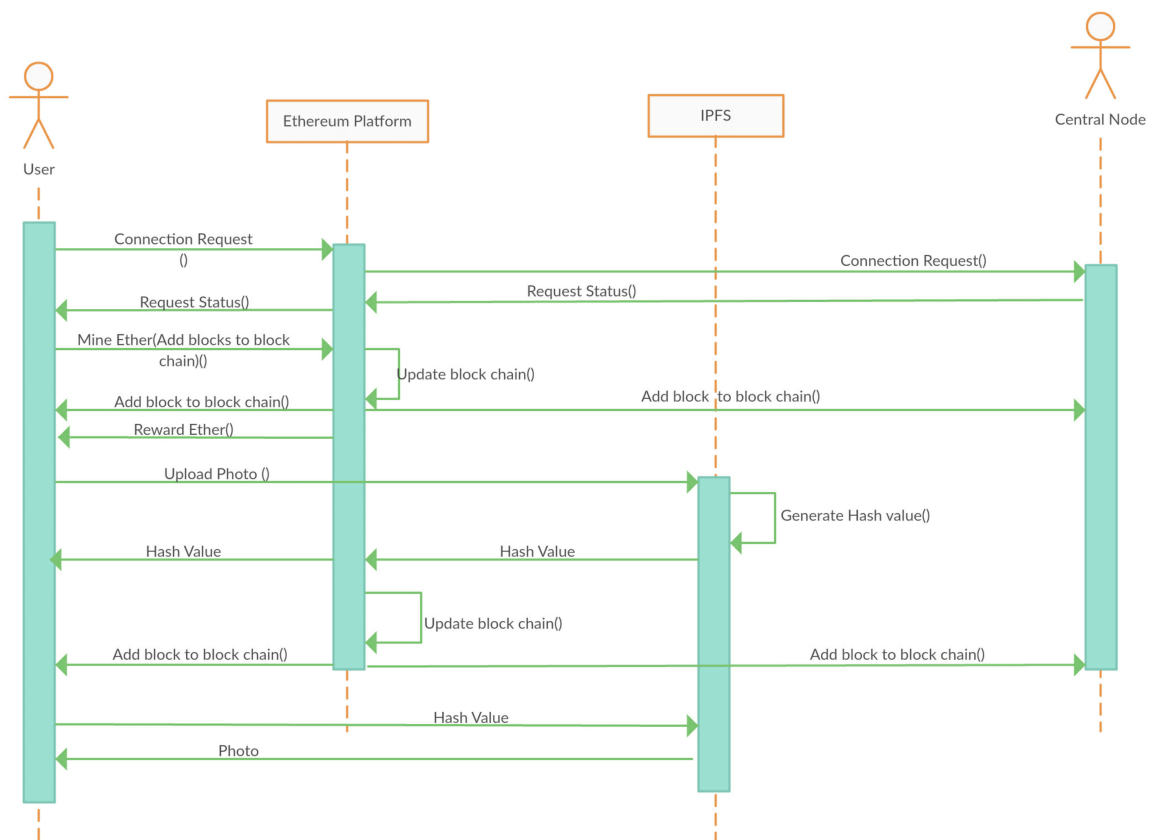 Central Node
Ethereum Platform
IPFS
User
Connection Request
()
Connection Request()
Request Status()
Request Status()
Mine Ether(Add blocks to block
chain)()
Update block chain()
Add block to block chain()
Add block to block chain()
Reward Ether()
Upload Photo ()
Generate Hash value()
Hash Value
Hash Value
Update block chain()
Add block to block chain()
Add block to block chain()
Hash Value
Photo